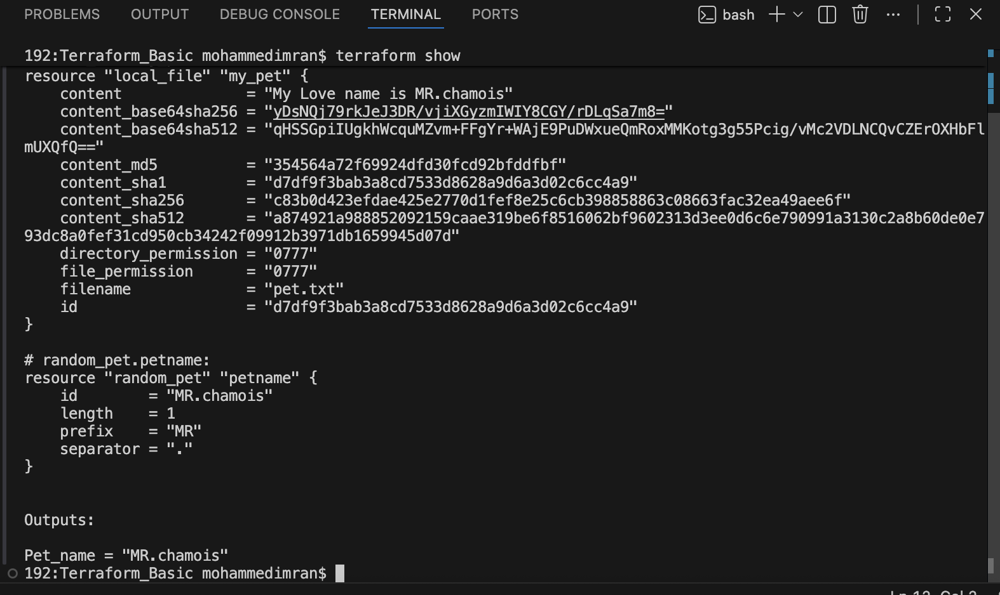 PROBLEMS OUTPUT DEBUG CONSOLE TERMINAL PORTS bash
192:Terraform_Basic mohammedimran$ terraform show
resource "local_file" "my_pet" {
    content              = "My Love name is MR.chamois"
    content_base64sha256 = "yDsNQj79rkJeJ3DR/vjiXGyzmIWIY8CGY/rDLqSa7m8="
    content_base64sha512 = "qHSSGpiIUgkhWcquMZvm+FFgYr+WAjE9PuDWxueQmRoxMMKotg3g55Pcig/vMc2VDLNCQvCZErOXHbFl
mUXQfQ=="
    content_md5          = "354564a72f69924dfd30fcd92bfddfbf"
    content_sha1         = "d7df9f3bab3a8cd7533d8628a9d6a3d02c6cc4a9"
    content_sha256       = "c83b0d423efdae425e2770d1fef8e25c6cb398858863c08663fac32ea49aee6f"
    content_sha512       = "a874921a988852092159caae319be6f8516062bf9602313d3ee0d6c6e790991a3130c2a8b60de0e7
93dc8a0fef31cd950cb34242f09912b3971db1659945d07d"
    directory_permission = "0777"
    file_permission      = "0777"
    filename             = "pet.txt"
    id                   = "d7df9f3bab3a8cd7533d8628a9d6a3d02c6cc4a9"
}
# random_pet.petname:
resource "random_pet" "petname" {
    id        = "MR.chamois"
    length    = 1
    prefix    = "MR"
    separator = "."
}
Outputs:
Pet_name = "MR.chamois"
192:Terraform_Basic mohammedimran$